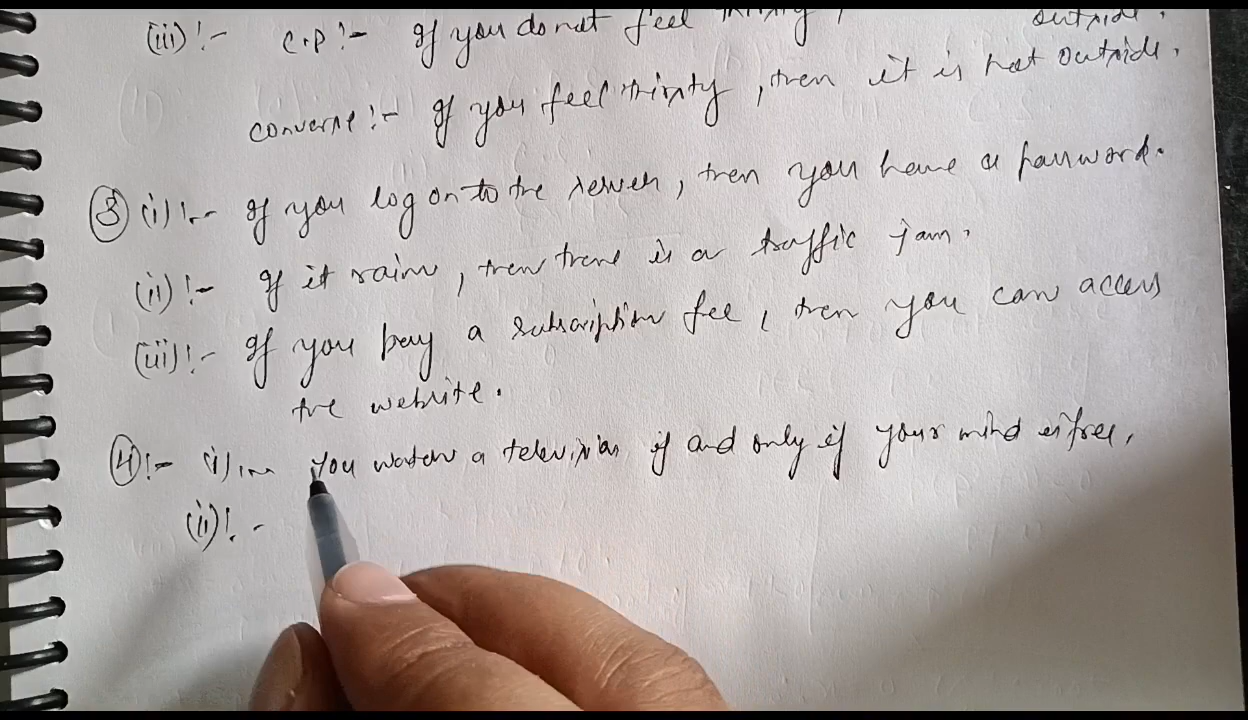 (iii) :- C.P :- If you do not feel thirsty, outside.
converse :- If you feel thirsty, then it is hot outside.
(3) (i) :- If you log on to the server, then you have a password.
(ii) :- If it rains, then there is a traffic jam.
(iii) :- If you pay a subscription fee, then you can access
the website.
(4) :- (i) :- You watch a television if and only if your mind is free.
(ii) :-